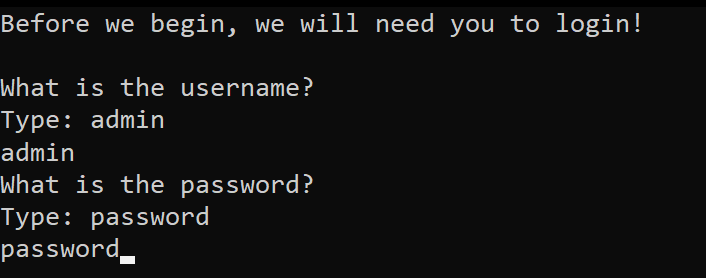 Before we begin, we will need you to login!
What is the username?
Type: admin
admin
What is the password?
Type: password
password